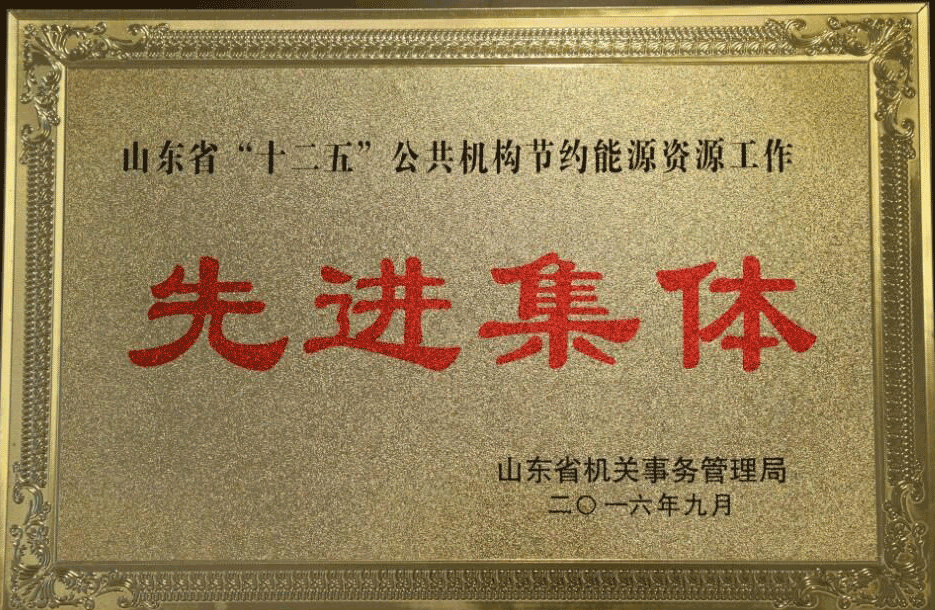 山东省“十二五”公共机构节约能源资源工作
先进集体
山东省机关事务管理局
二〇一六年九月